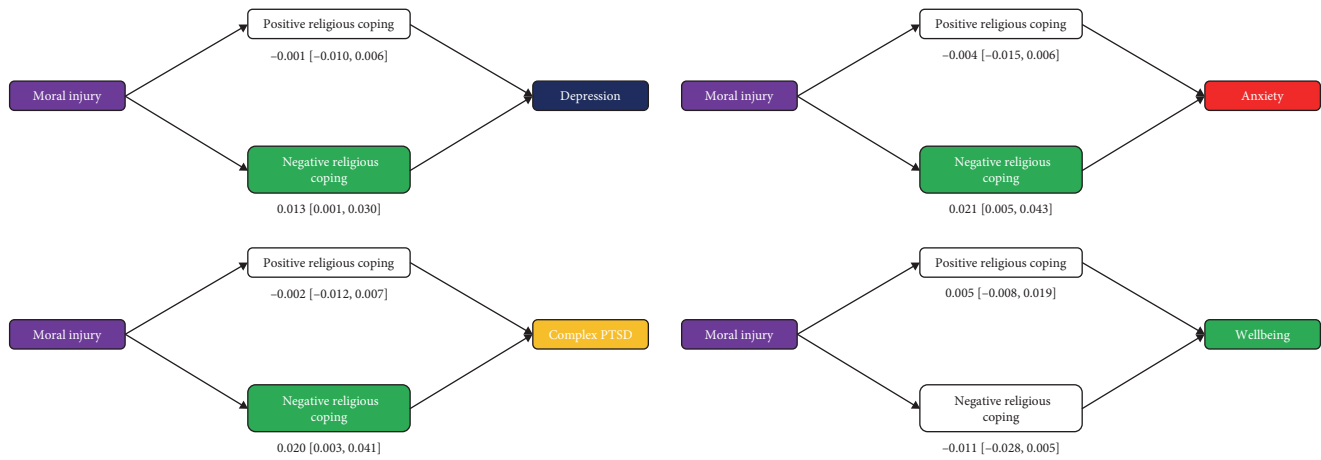 Positive religious coping
–0.001 [–0.010, 0.006]
Moral injury
Depression
Negative religious
coping
0.013 [0.001, 0.030]
Positive religious coping
–0.004 [–0.015, 0.006]
Moral injury
Anxiety
Negative religious
coping
0.021 [0.005, 0.043]
Positive religious coping
–0.002 [–0.012, 0.007]
Moral injury
Complex PTSD
Negative religious
coping
0.020 [0.003, 0.041]
Positive religious coping
0.005 [–0.008, 0.019]
Moral injury
Wellbeing
Negative religious
coping
–0.011 [–0.028, 0.005]